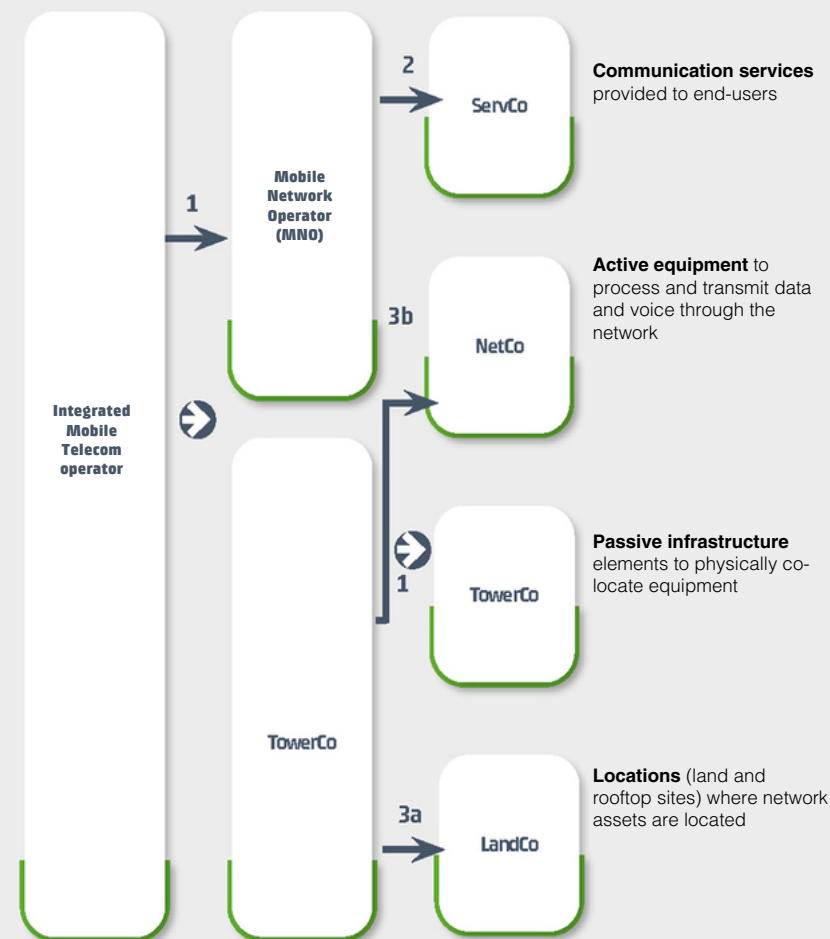 Integrated
Mobile
Telecom
operator
1
Mobile
Network
Operator
(MNO)
2
ServCo
Communication services
provided to end-users
3b
NetCo
Active equipment to
process and transmit data
and voice through the
network
1
TowerCo
Passive infrastructure
elements to physically co-
locate equipment
TowerCo
3a
LandCo
Locations (land and
rooftop sites) where network
assets are located